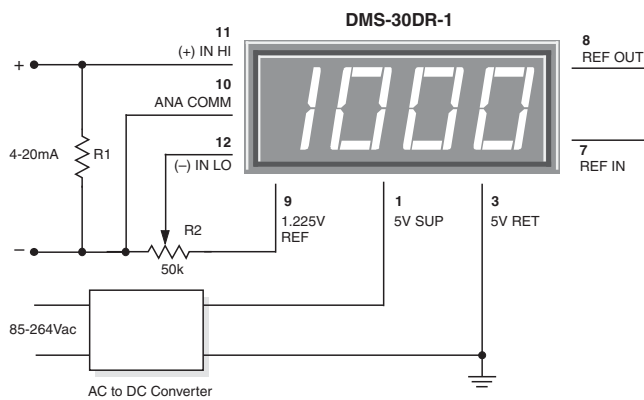 DMS-30DR-1
11
(+) IN HI
8
REF OUT
+
10
ANA COMM
1000
4-20mA
R1
12
(–) IN LO
7
REF IN
–
R2
50k
9
1.225V
REF
1
5V SUP
3
5V RET
85-264Vac
AC to DC Converter